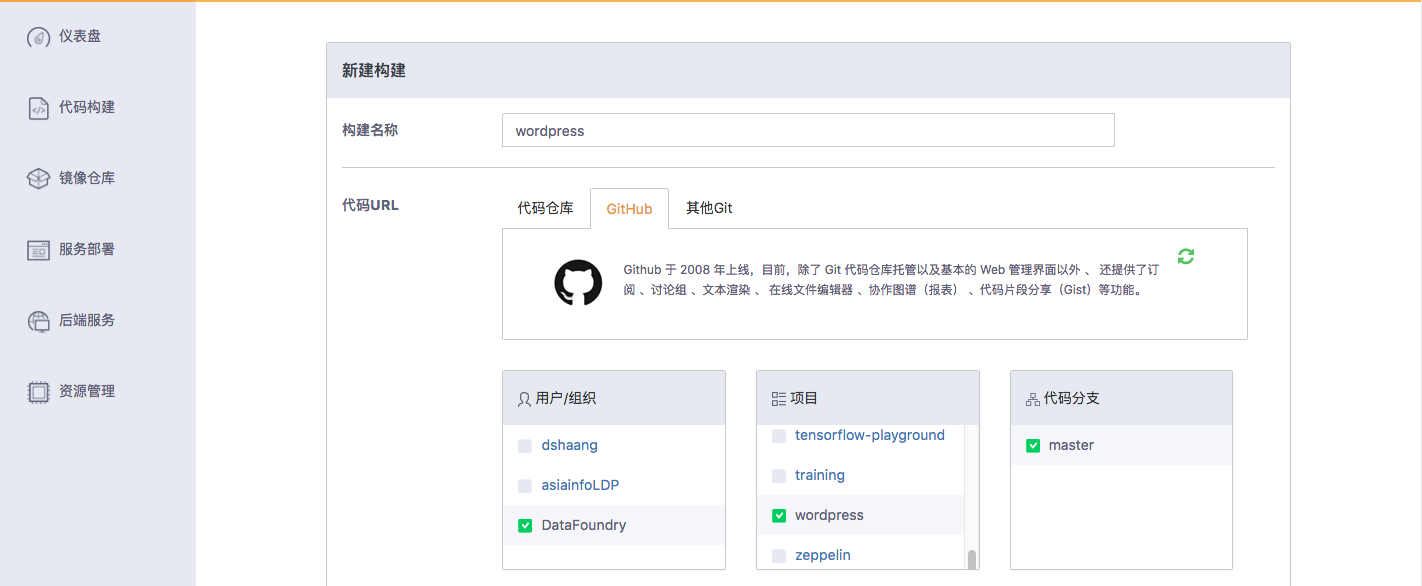 仪表盘
代码构建
镜像仓库
服务部署
后端服务
资源管理
新建构建
构建名称
wordpress
代码URL
代码仓库
GitHub
其他Git
Github 于 2008 年上线，目前，除了 Git 代码仓库托管以及基本的 Web 管理界面以外 、 还提供了订
阅 、讨论组 、文本渲染 、 在线文件编辑器 、协作图谱（报表） 、代码片段分享（Gist）等功能。
用户/组织
dshaang
asiainfoLDP
DataFoundry
项目
tensorflow-playground
training
wordpress
zeppelin
代码分支
master